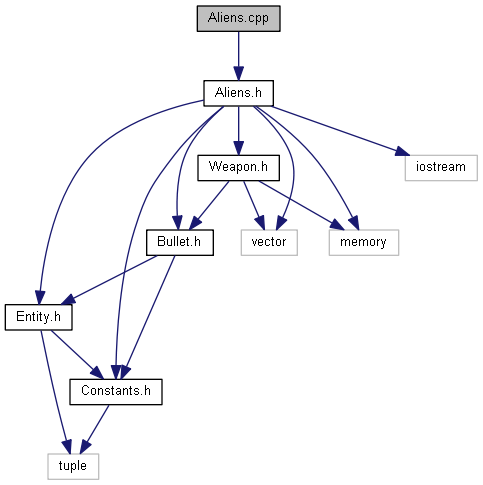 Aliens.cpp
Aliens.h
Weapon.h
iostream
Bullet.h
vector
memory
Entity.h
Constants.h
tuple